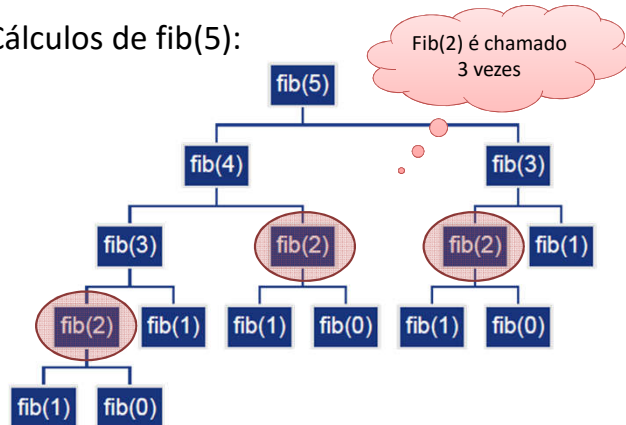 Cálculos de fib(5):
Fib(2) é chamado
3 vezes
fib(5)
fib(4)
fib(3)
fib(3)
fib(2)
fib(2)
fib(1)
fib(2)
fib(1)
fib(1)
fib(0)
fib(1)
fib(0)
fib(1)
fib(0)